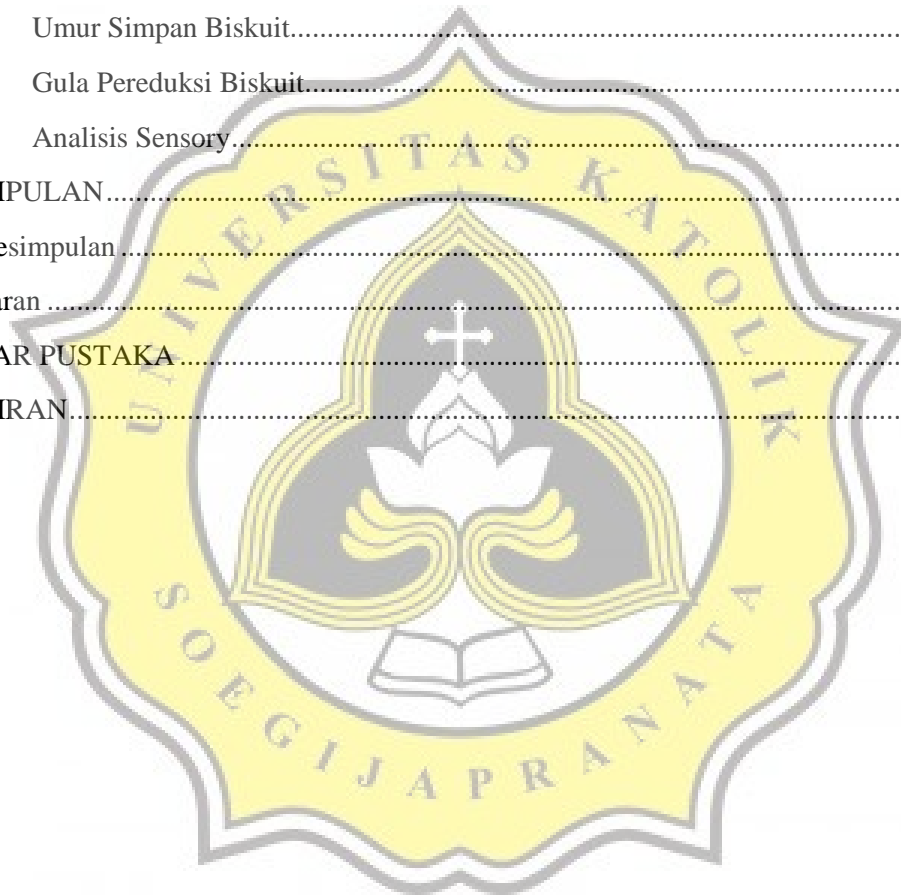 Umur Simpan Biskuit..............................................................................
Gula Pereduksi Biskuit............................................................................
Analisis Sensory......................................................................................
IPULAN..........................................................................................................
esimpulan.......................................................................................................
aran................................................................................................................
AR PUSTAKA................................................................................................
IRAN...............................................................................................................
UNIVERSITAS KATOLIK
SOEGIJAPRANATA